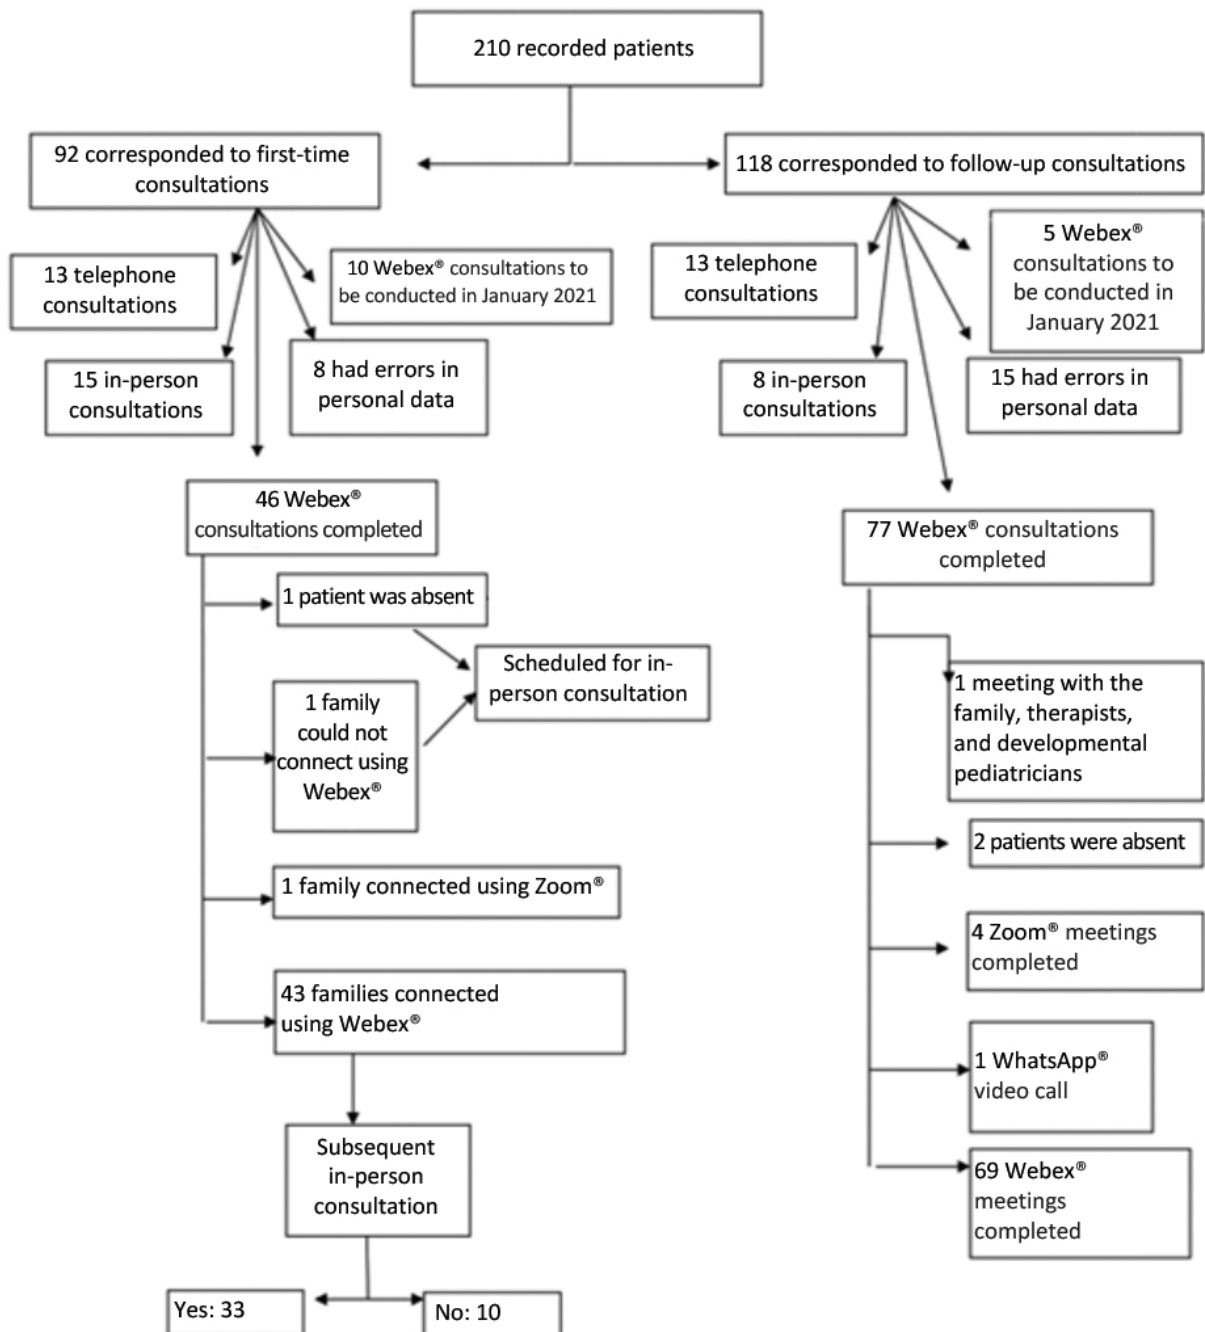 210 recorded patients
92 corresponded to first-time
consultations
118 corresponded to follow-up consultations
13 telephone
consultations
10 Webex® consultations to
be conducted in January 2021
15 in-person
consultations
8 had errors in
personal data
13 telephone
consultations
5 Webex®
consultations to
be conducted in
January 2021
8 in-person
consultations
15 had errors in
personal data
46 Webex®
consultations completed
1 patient was absent
Scheduled for in-
person consultation
1 family
could not
connect using
Webex®
1 family connected using Zoom®
43 families connected
using Webex®
Subsequent
in-person
consultation
Yes: 33
No: 10
77 Webex® consultations
completed
1 meeting with the
family, therapists,
and developmental
pediatricians
2 patients were absent
4 Zoom® meetings
completed
1 WhatsApp®
video call
69 Webex®
meetings
completed